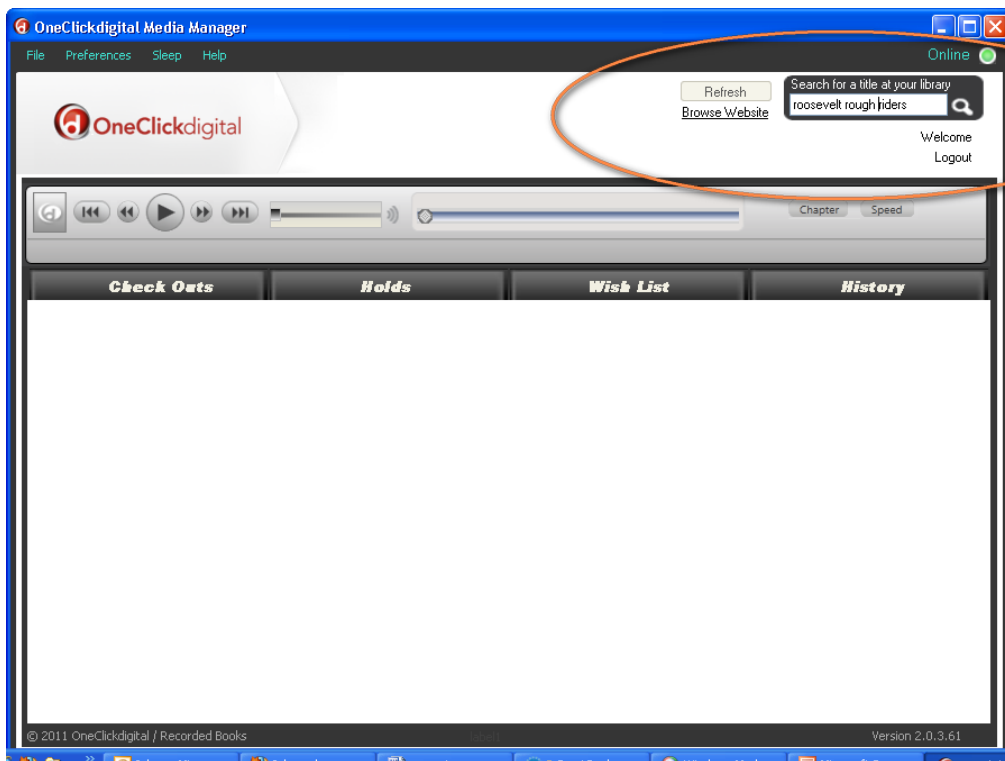 OneClickdigital Media Manager
File Preferences Sleep Help Online
Refresh
Browse Website
Search for a title at your library
roosevelt rough riders
OneClickdigital
Welcome
Logout
Chapter Speed
Check Outs Holds Wish List History
© 2011 OneClickdigital / Recorded Books label1 Version 2.0.3.61